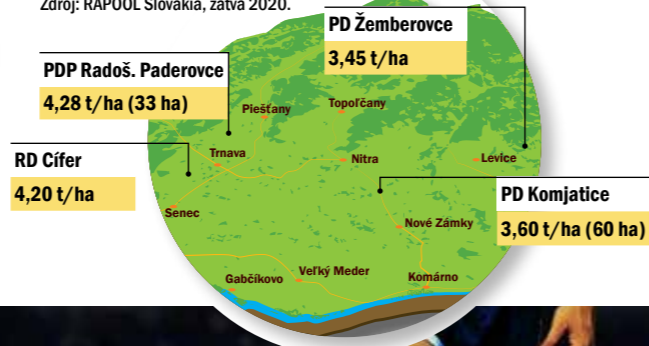 Zdroj: RAPOOL Slovakia, žatva 2020.
PD Žemberovce
3,45 t/ha
PDP Radoš. Paderovce
4,28 t/ha (33 ha)
Piešťany
Topoľčany
RD Cífer
4,20 t/ha
Trnava
Nitra
Levice
PD Komjatice
3,60 t/ha (60 ha)
Senec
Nové Zámky
Gabčíkovo
Veľký Meder
Komárno